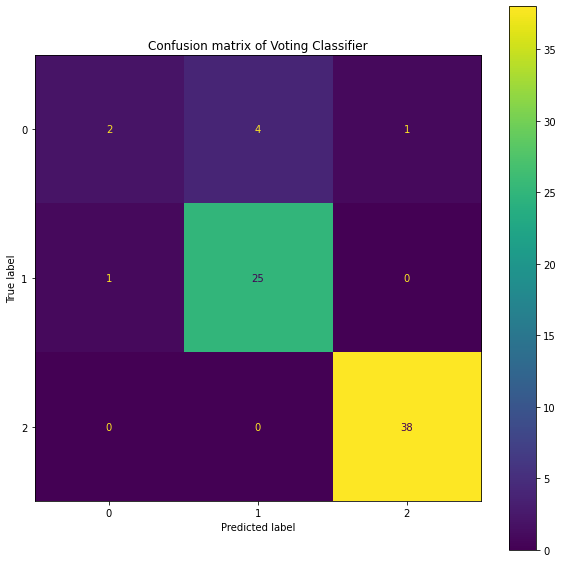 Confusion matrix of Voting Classifier
True label
0
1
2
2 4 1
1 25 0
0 0 38
0 1 2
Predicted label
35
30
25
20
15
10
5
0